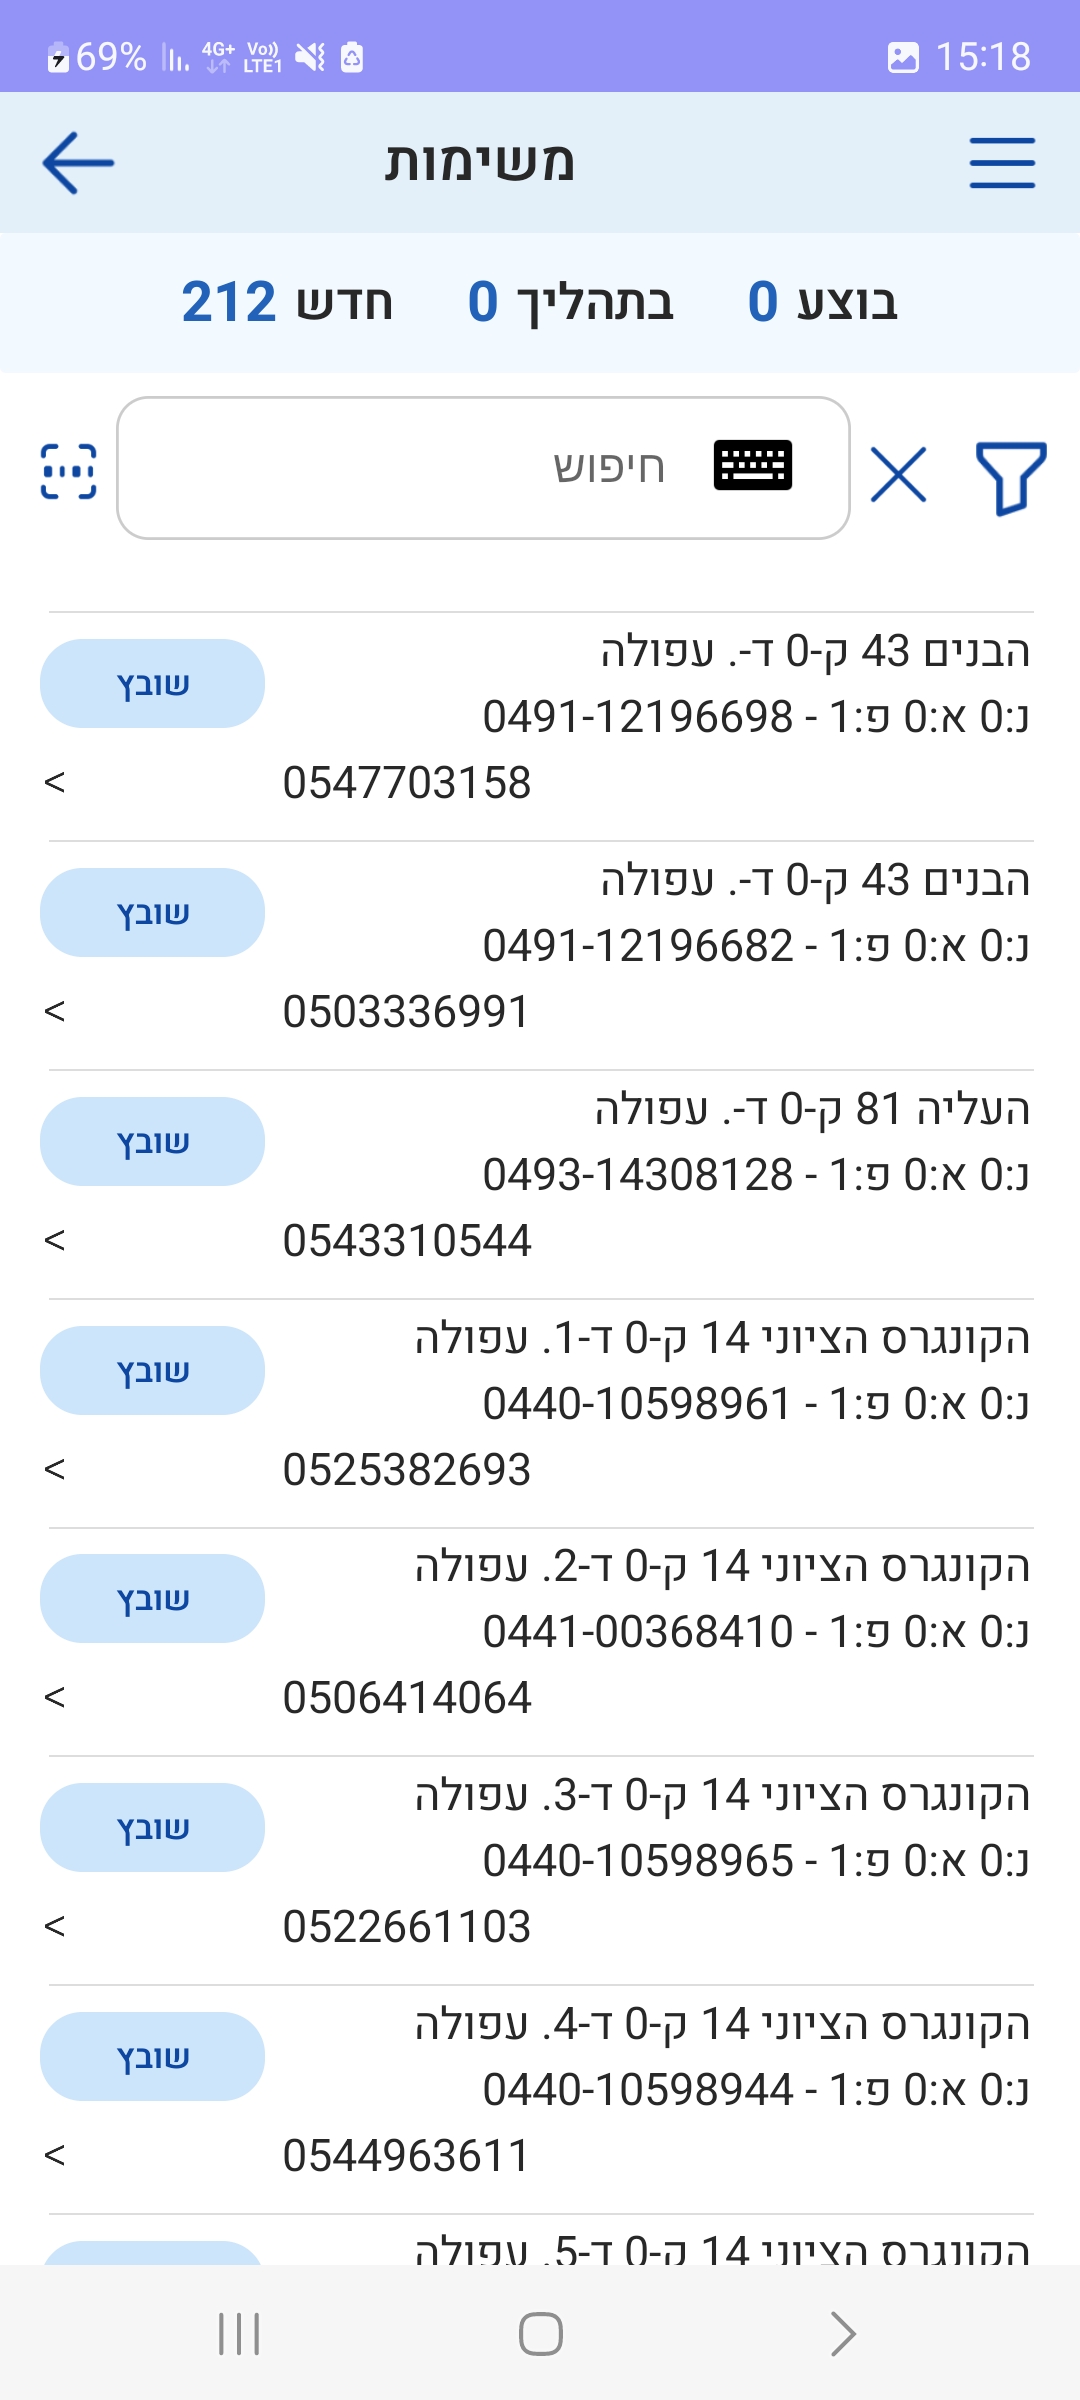 69% 4G+ Vo)) LTE1 15:18
משימות
בוצע 0 בתהליך 0 חדש 212
חיפוש
הבנים 43 ק-0 ד-. עפולה
שובץ
נ:0 א:0 פ:1 - 0491-12196698
0547703158
>
הבנים 43 ק-0 ד-. עפולה
שובץ
נ:0 א:0 פ:1 - 0491-12196682
0503336991
>
העליה 81 ק-0 ד-. עפולה
שובץ
נ:0 א:0 פ:1 - 0493-14308128
0543310544
>
הקונגרס הציוני 14 ק-0 ד-1. עפולה
שובץ
נ:0 א:0 פ:1 - 0440-10598961
0525382693
>
הקונגרס הציוני 14 ק-0 ד-2. עפולה
שובץ
נ:0 א:0 פ:1 - 0441-00368410
0506414064
>
הקונגרס הציוני 14 ק-0 ד-3. עפולה
שובץ
נ:0 א:0 פ:1 - 0440-10598965
0522661103
>
הקונגרס הציוני 14 ק-0 ד-4. עפולה
שובץ
נ:0 א:0 פ:1 - 0440-10598944
0544963611
>
הקונגרס הציוני 14 ק-0 ד-5. עפולה